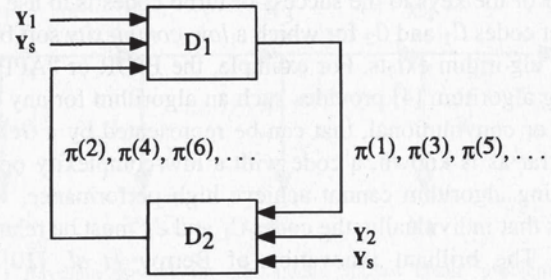 Y1
Ys
D1
π(2), π(4), π(6), . . .
π(1), π(3), π(5), . . .
D2
Y2
Ys